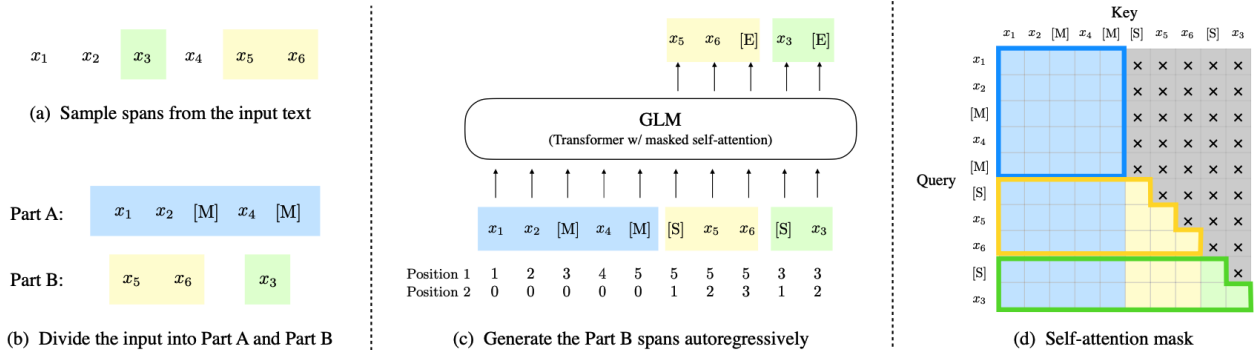 x₁ x₂ x₃ x₄ x₅ x₆
(a) Sample spans from the input text
Part A: x₁ x₂ [M] x₄ [M]
Part B: x₅ x₆ x₃
(b) Divide the input into Part A and Part B
x₅ x₆ [E] x₃ [E]
GLM
(Transformer w/ masked self-attention)
x₁ x₂ [M] x₄ [M] [S] x₅ x₆ [S] x₃
Position 1 1 2 3 4 5 5 5 5 3 3
Position 2 0 0 0 0 0 1 2 3 1 2
(c) Generate the Part B spans autoregressively
Key
x₁ x₂ [M] x₄ [M] [S] x₅ x₆ [S] x₃
x₁ × × × × ×
x₂ × × × × ×
[M] × × × × ×
x₄ × × × × ×
[M] × × × × ×
Query
[S] × × × ×
x₅ × × ×
x₆ × ×
[S] ×
x₃
(d) Self-attention mask